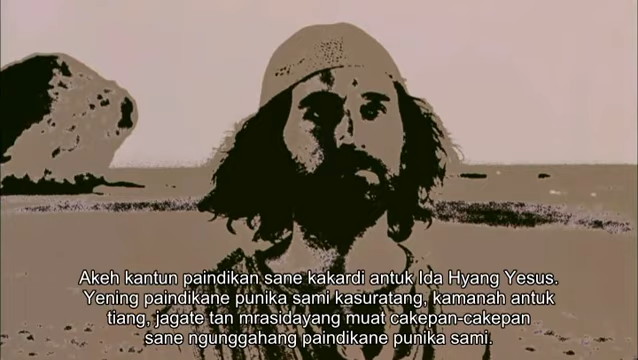 Akeh kantun paindikan sane kakardi antuk Ida Hyang Yesus.
Yening paindikane punika sami kasuratang, kamanah antuk
tiang, jagate tan mrasidayang muat cakepan-cakepan
sane ngunggahang paindikane punika sami.